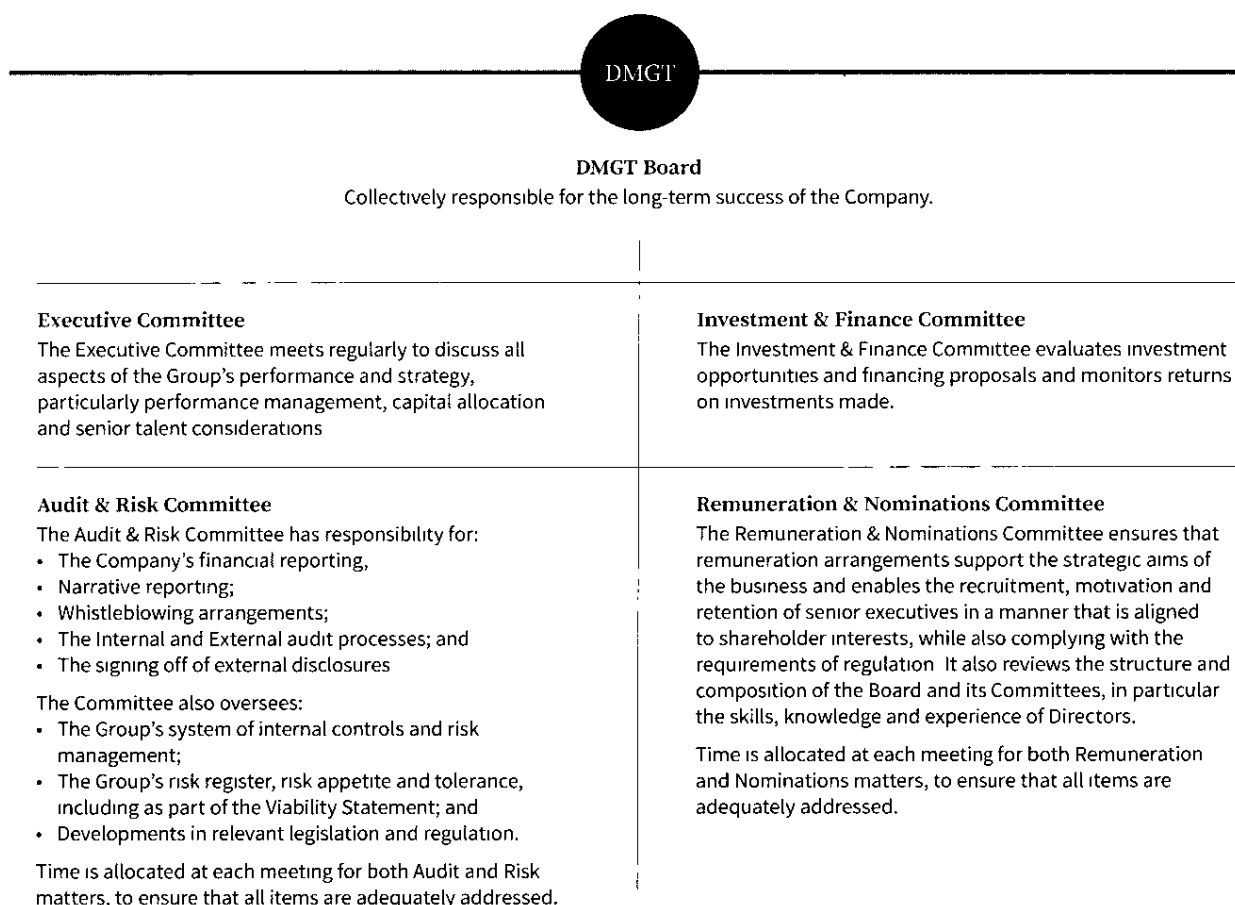 DMGT
DMGT Board
Collectively responsible for the long-term success of the Company.
Executive Committee
The Executive Committee meets regularly to discuss all
aspects of the Group's performance and strategy,
particularly performance management, capital allocation
and senior talent considerations
Investment & Finance Committee
The Investment & Finance Committee evaluates investment
opportunities and financing proposals and monitors returns
on investments made.
Audit & Risk Committee
The Audit & Risk Committee has responsibility for:
• The Company's financial reporting,
• Narrative reporting;
• Whistleblowing arrangements;
• The Internal and External audit processes; and
• The signing off of external disclosures
The Committee also oversees:
• The Group's system of internal controls and risk
management;
• The Group's risk register, risk appetite and tolerance,
including as part of the Viability Statement; and
• Developments in relevant legislation and regulation.
Time is allocated at each meeting for both Audit and Risk
matters, to ensure that all items are adequately addressed.
Remuneration & Nominations Committee
The Remuneration & Nominations Committee ensures that
remuneration arrangements support the strategic aims of
the business and enables the recruitment, motivation and
retention of senior executives in a manner that is aligned
to shareholder interests, while also complying with the
requirements of regulation It also reviews the structure and
composition of the Board and its Committees, in particular
the skills, knowledge and experience of Directors.
Time is allocated at each meeting for both Remuneration
and Nominations matters, to ensure that all items are
adequately addressed.